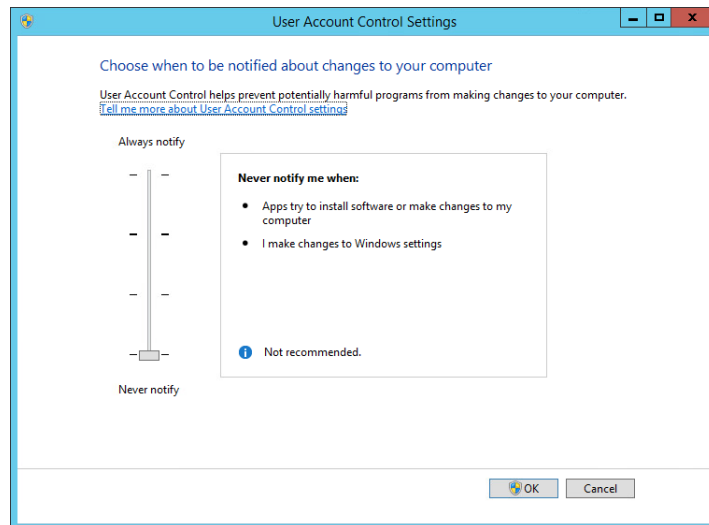 User Account Control Settings
Choose when to be notified about changes to your computer
User Account Control helps prevent potentially harmful programs from making changes to your computer.
Tell me more about User Account Control settings
Always notify
Never notify me when:
• Apps try to install software or make changes to my
computer
• I make changes to Windows settings
Not recommended.
Never notify
OK Cancel